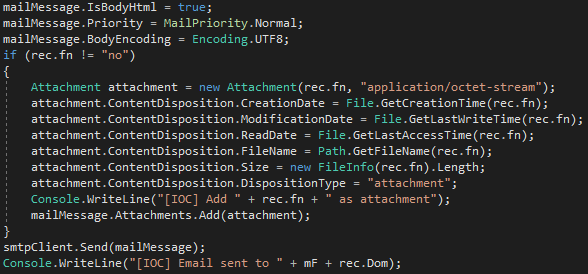 mailMessage.IsBodyHtml = true;
mailMessage.Priority = MailPriority.Normal;
mailMessage.BodyEncoding = Encoding.UTF8;
if (rec.fn != "no")
{
Attachment attachment = new Attachment(rec.fn, "application/octet-stream");
attachment.ContentDisposition.CreationDate = File.GetCreationTime(rec.fn);
attachment.ContentDisposition.ModificationDate = File.GetLastWriteTime(rec.fn);
attachment.ContentDisposition.ReadDate = File.GetLastAccessTime(rec.fn);
attachment.ContentDisposition.FileName = Path.GetFileName(rec.fn);
attachment.ContentDisposition.Size = new FileInfo(rec.fn).Length;
attachment.ContentDisposition.DispositionType = "attachment";
Console.WriteLine("[IOC] Add " + rec.fn + " as attachment");
mailMessage.Attachments.Add(attachment);
}
smtpClient.Send(mailMessage);
Console.WriteLine("[IOC] Email sent to " + mF + rec.Dom);